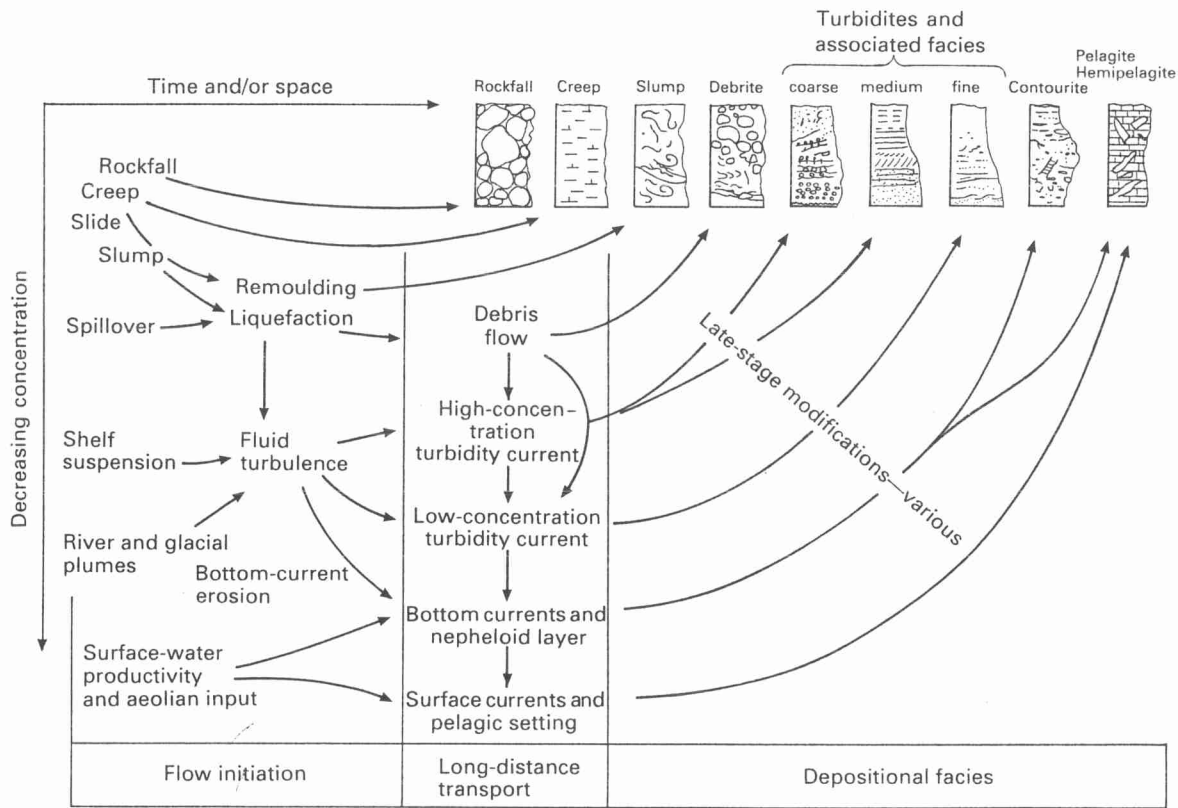 Turbidites and
associated facies
Pelagite
Hemipelagite
Time and/or space
Rockfall
Creep
Slump
Debrite
coarse
medium
fine
Contourite
Decreasing concentration
Rockfall
Creep
Slide
Slump
Remoulding
Spillover
Liquefaction
Debris
flow
Late-stage modifications—various
High-concen-
tration
turbidity current
Shelf
suspension
Fluid
turbulence
Low-concentration
turbidity current
River and glacial
plumes
Bottom-current
erosion
Bottom currents and
nepheloid layer
Surface-water
productivity
and aeolian input
Surface currents and
pelagic setting
Flow initiation
Long-distance
transport
Depositional facies